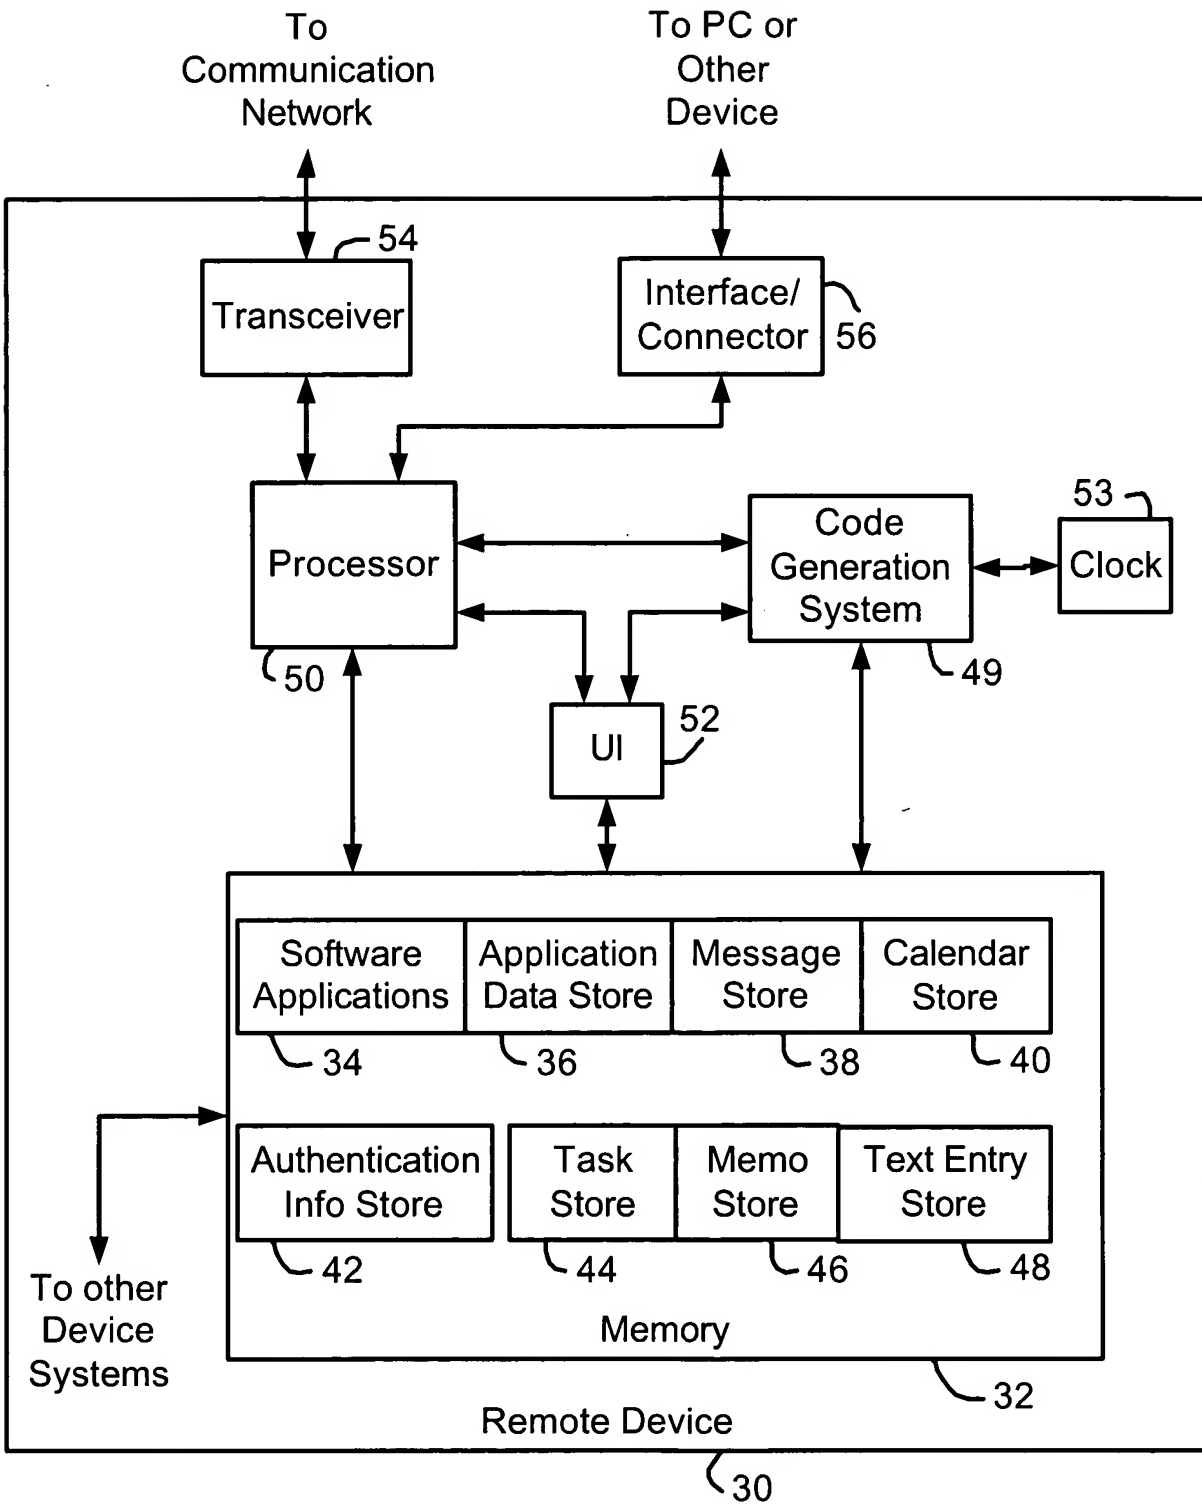 To
Communication
Network
To PC or
Other
Device
54
Transceiver
Interface/
Connector
56
Processor
50
Code
Generation
System
49
53
Clock
UI
52
Software
Applications
34
Application
Data Store
36
Message
Store
38
Calendar
Store
40
Authentication
Info Store
42
Task
Store
44
Memo
Store
46
Text Entry
Store
48
To other
Device
Systems
Memory
32
Remote Device
30